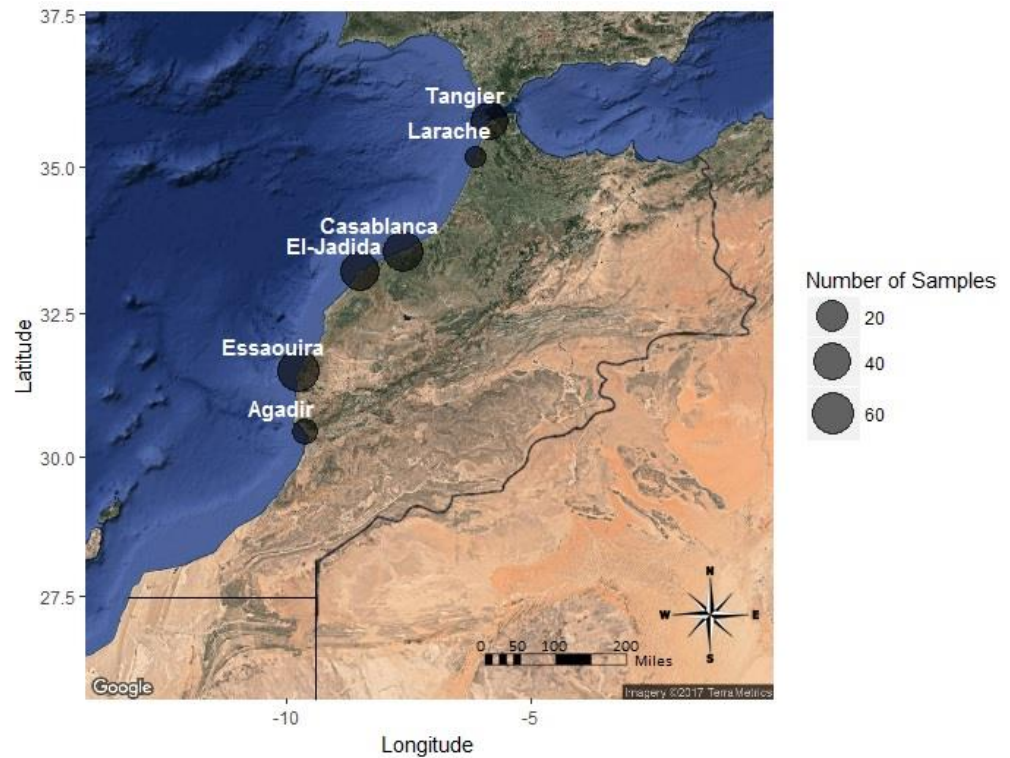 37.5
Tangier
Larache
35.0
Casablanca
El-Jadida
Number of Samples
20
32.5
40
Latitude
Essaouira
60
Agadir
30.0
N
27.5
W E
0 50 100 200
Miles
S
Google
Imagery ©2017 TerraMetrics
-10 -5
Longitude